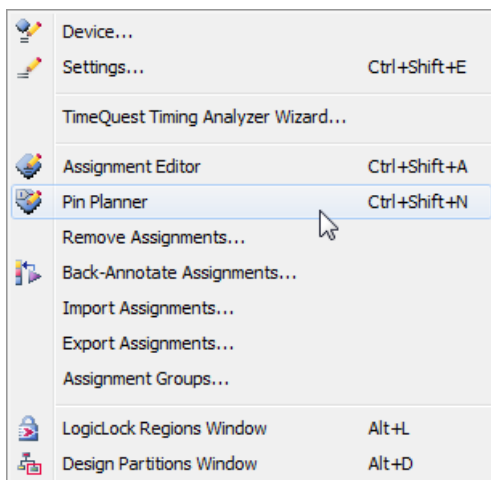 Device...
Settings... Ctrl+Shift+E
TimeQuest Timing Analyzer Wizard...
Assignment Editor Ctrl+Shift+A
Pin Planner Ctrl+Shift+N
Remove Assignments...
Back-Annotate Assignments...
Import Assignments...
Export Assignments...
Assignment Groups...
LogicLock Regions Window Alt+L
Design Partitions Window Alt+D